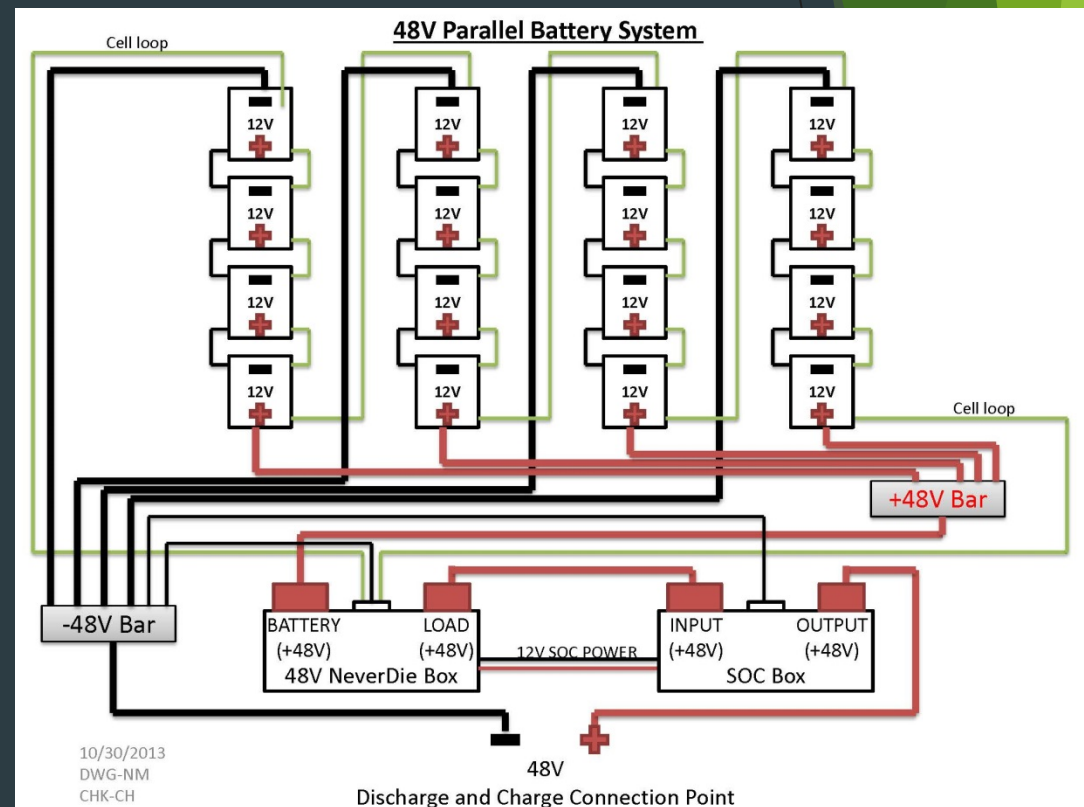 48V Parallel Battery System
Cell loop
12V 12V 12V 12V
12V 12V 12V 12V
12V 12V 12V 12V
12V 12V 12V 12V
Cell loop
+48V Bar
-48V Bar
BATTERY
(+48V)
LOAD
(+48V)
48V NeverDie Box
12V SOC POWER
INPUT
(+48V)
OUTPUT
(+48V)
SOC Box
48V
Discharge and Charge Connection Point
10/30/2013
DWG-NM
CHK-CH